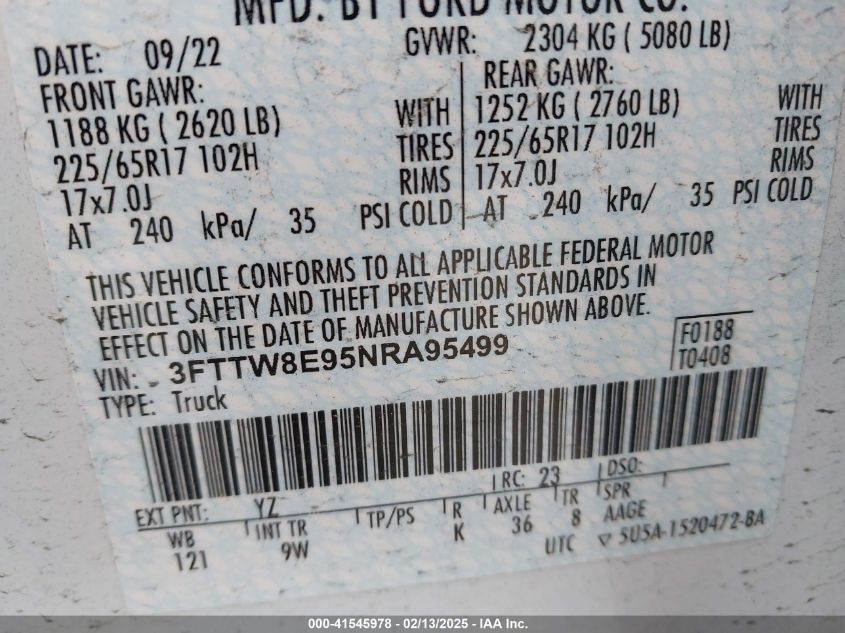 MFD. BY FORD MOTOR CO.
DATE: 09/22 GVWR: 2304 KG ( 5080 LB)
FRONT GAWR: REAR GAWR:
1188 KG ( 2620 LB) WITH 1252 KG ( 2760 LB) WITH
225/65R17 102H TIRES 225/65R17 102H TIRES
17x7.0J RIMS 17x7.0J RIMS
AT 240 kPa/ 35 PSI COLD AT 240 kPa/ 35 PSI COLD
THIS VEHICLE CONFORMS TO ALL APPLICABLE FEDERAL MOTOR
VEHICLE SAFETY AND THEFT PREVENTION STANDARDS IN
EFFECT ON THE DATE OF MANUFACTURE SHOWN ABOVE.
VIN: 3FTTW8E95NRA95499 F0188
TYPE: Truck T0408
EXT PNT: YZ RC: 23 DSO:
WB INT TR TP/PS R AXLE TR SPR
121 9W K 36 8 AAGE
UTC ▽ 5U5A-1520472-BA
000-41545978 - 02/13/2025 - IAA Inc.